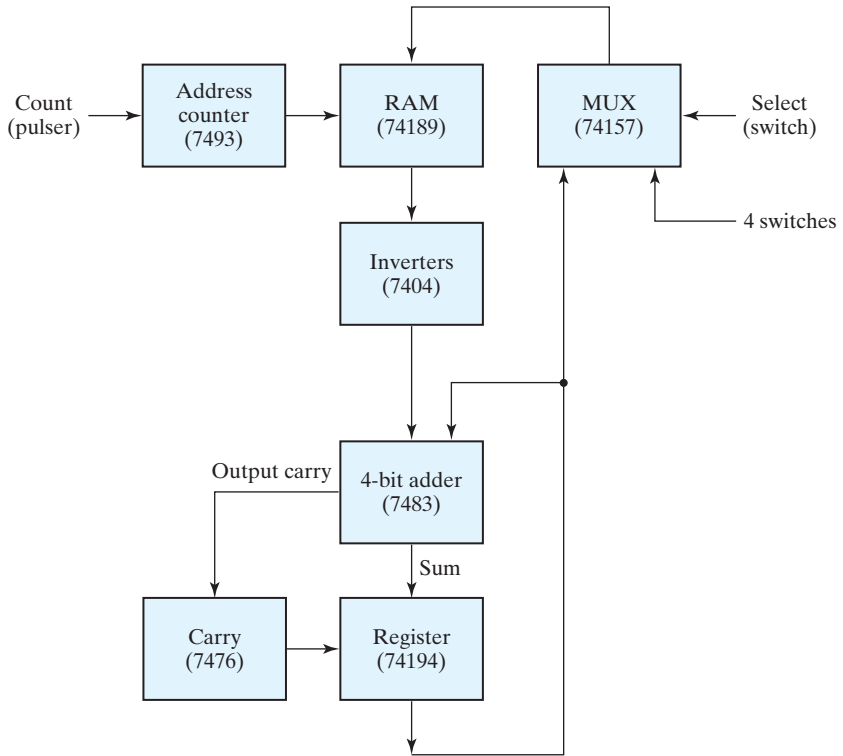 Count
(pulser)
Address
counter
(7493)
RAM
(74189)
MUX
(74157)
Select
(switch)
4 switches
Inverters
(7404)
Output carry
4-bit adder
(7483)
Sum
Carry
(7476)
Register
(74194)